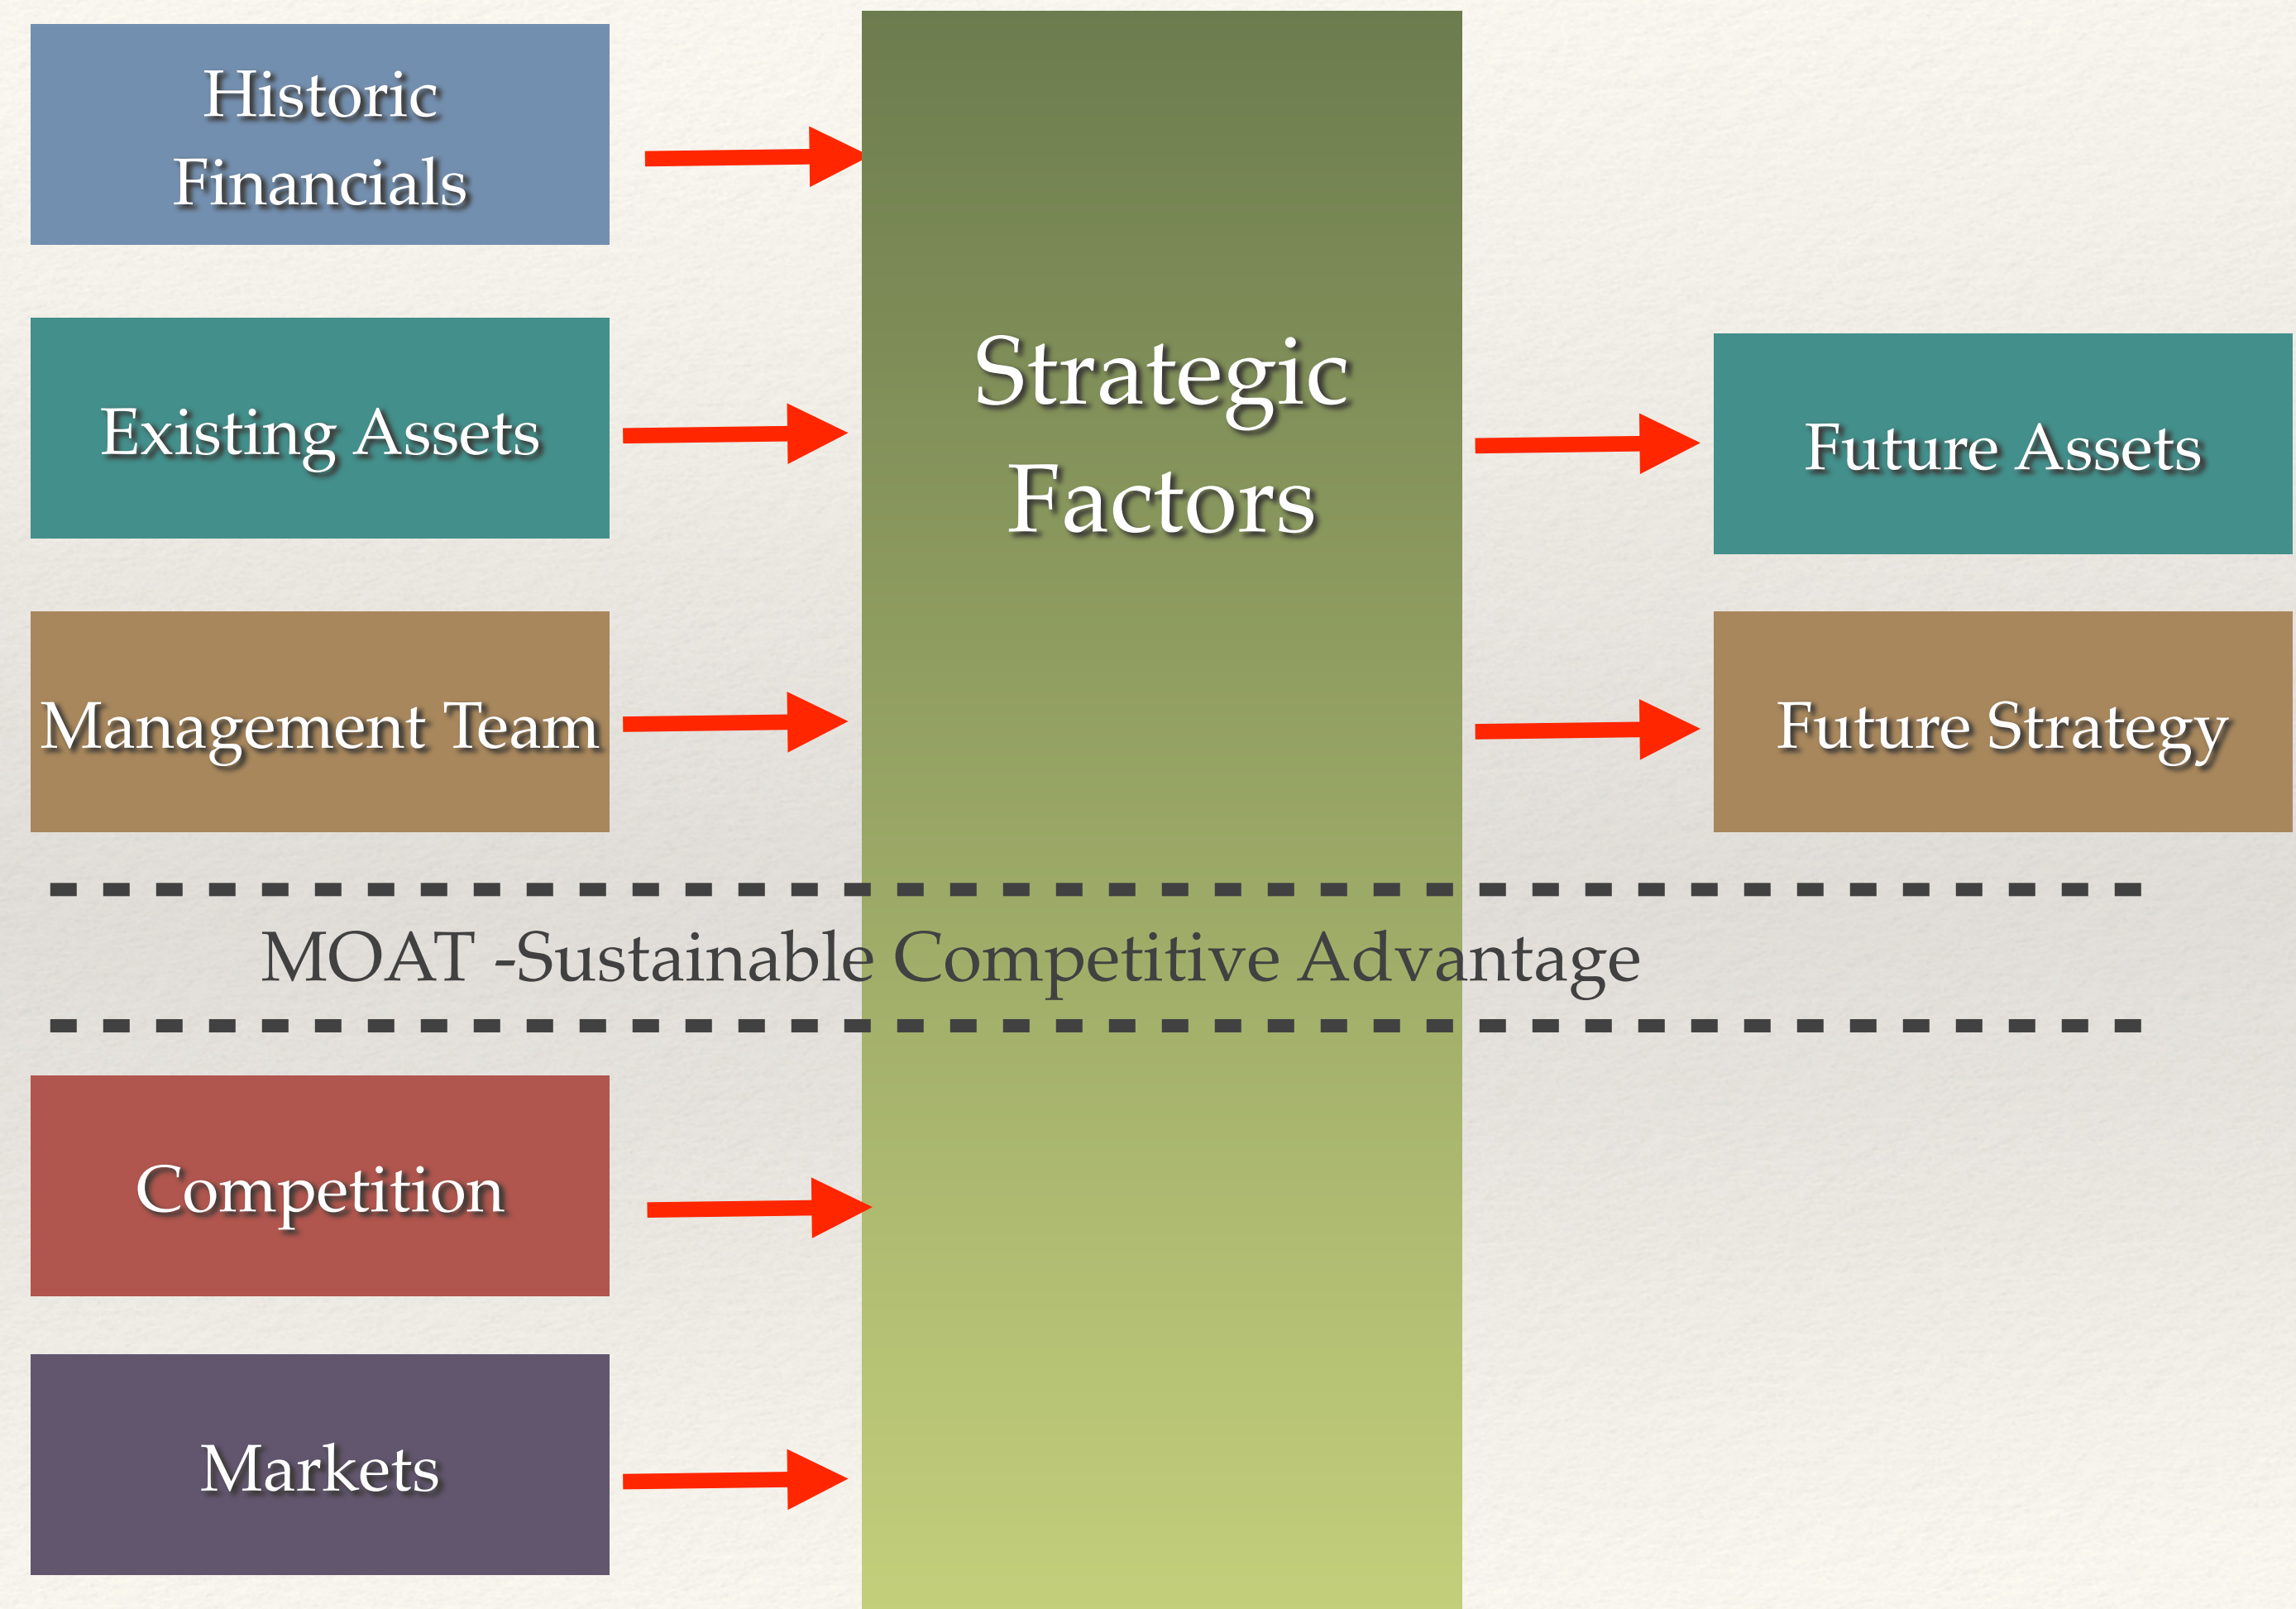 Historic
Financials
Existing Assets
Management Team
Strategic
Factors
Future Assets
Future Strategy
MOAT -Sustainable Competitive Advantage
Competition
Markets